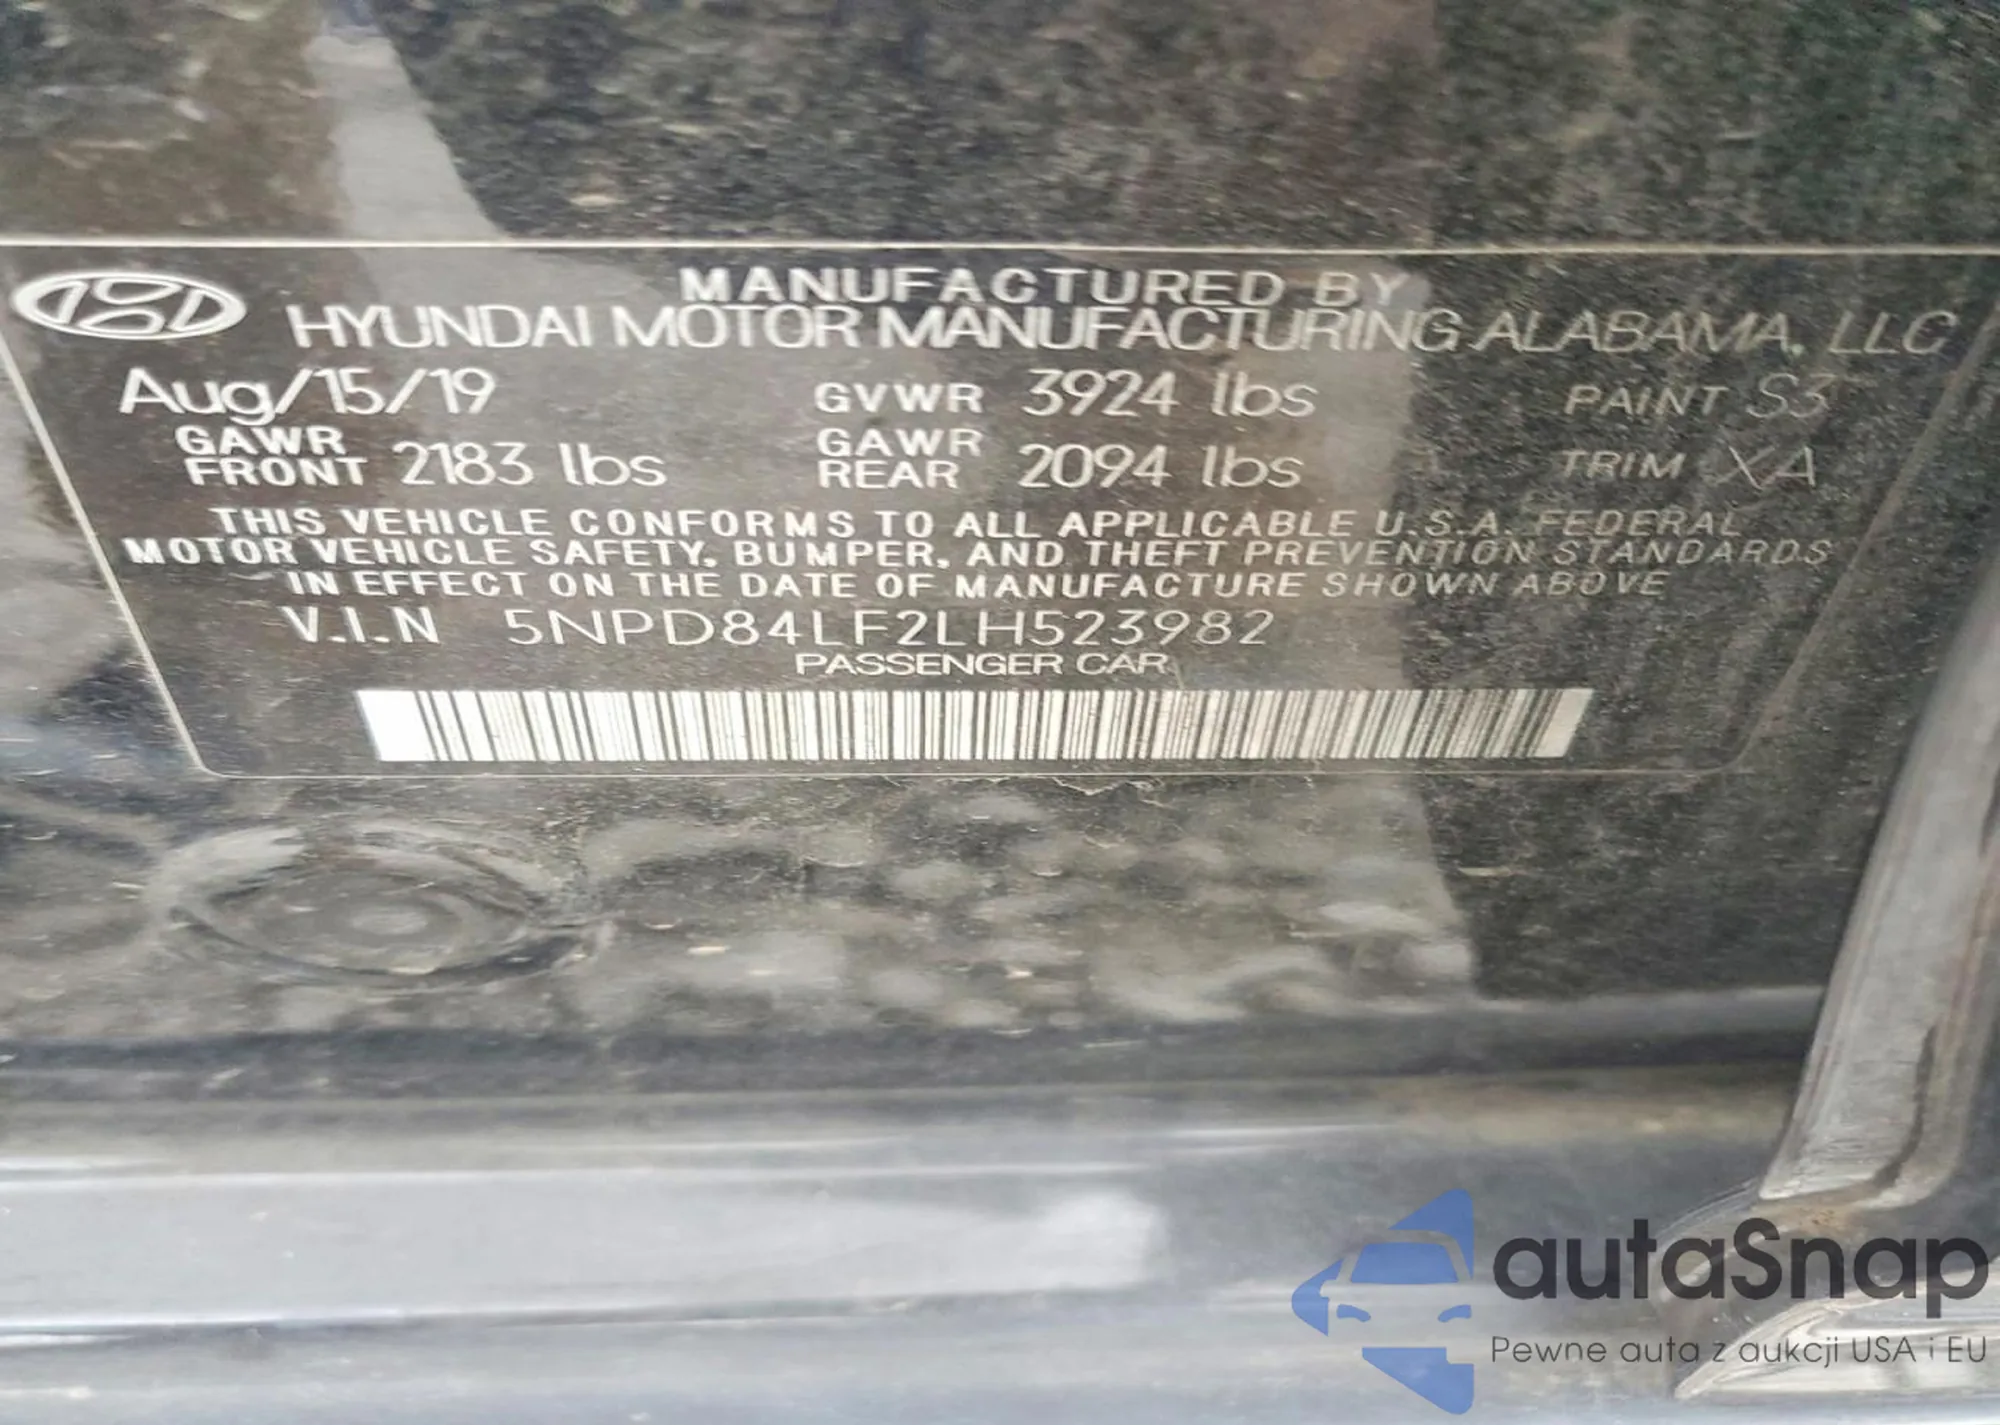 MANUFACTURED BY
HYUNDAI MOTOR MANUFACTURING ALABAMA, LLC
Aug/15/19 GVWR 3924 lbs PAINT S3
GAWR FRONT 2183 lbs GAWR REAR 2094 lbs TRIM XA
THIS VEHICLE CONFORMS TO ALL APPLICABLE U.S.A. FEDERAL
MOTOR VEHICLE SAFETY, BUMPER, AND THEFT PREVENTION STANDARDS
IN EFFECT ON THE DATE OF MANUFACTURE SHOWN ABOVE
V.I.N 5NPD84LF2LH523982
PASSENGER CAR
autaSnap
Pewne auta z aukcji USA i EU